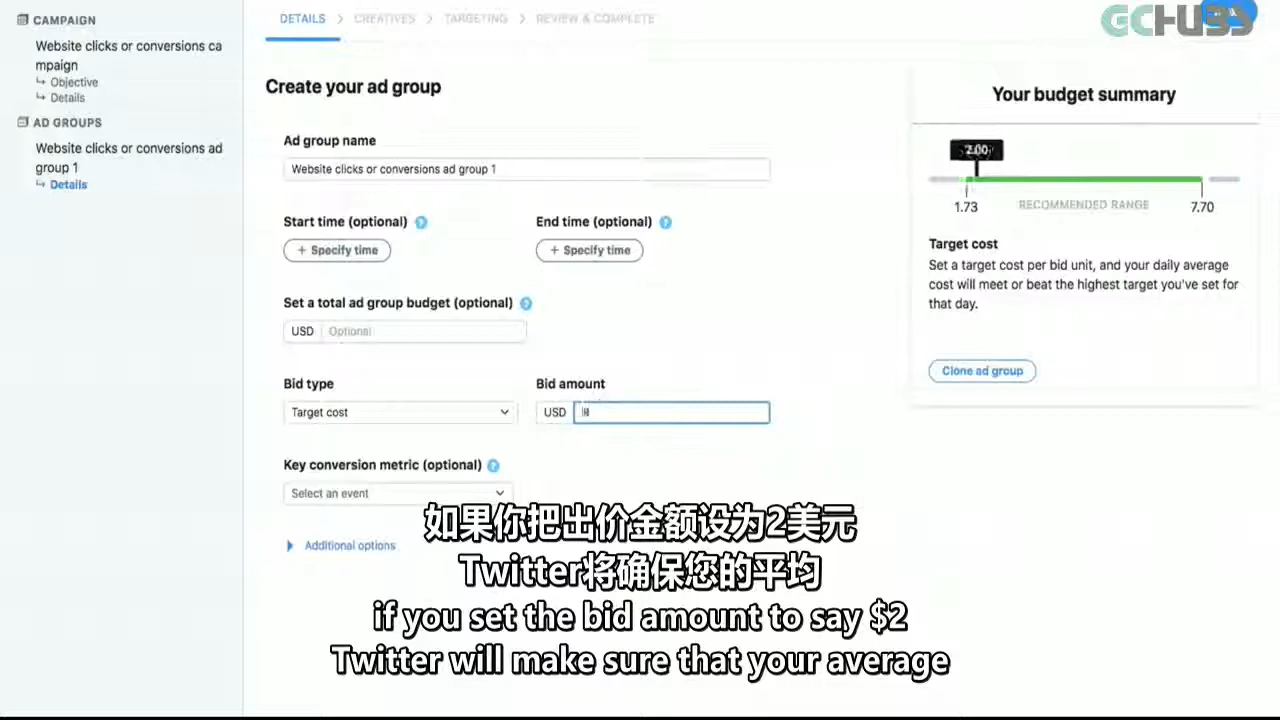 CAMPAIGN
Website clicks or conversions ca
mpaign
Objective
Details
AD GROUPS
Website clicks or conversions ad
group 1
Details
DETAILS
CREATIVES
TARGETING
REVIEW & COMPLETE
GCHUBS
Create your ad group
Ad group name
Website clicks or conversions ad group 1
Start time (optional) ?
End time (optional) ?
+ Specify time
+ Specify time
Set a total ad group budget (optional) ?
USD Optional
Bid type
Bid amount
Target cost
USD
Key conversion metric (optional) ?
Select an event
Additional options
Your budget summary
2.00
1.73 RECOMMENDED RANGE 7.70
Target cost
Set a target cost per bid unit, and your daily average
cost will meet or beat the highest target you've set for
that day.
Clone ad group
如果你把出价金额设为2美元
Twitter将确保您的平均
if you set the bid amount to say $2
Twitter will make sure that your average